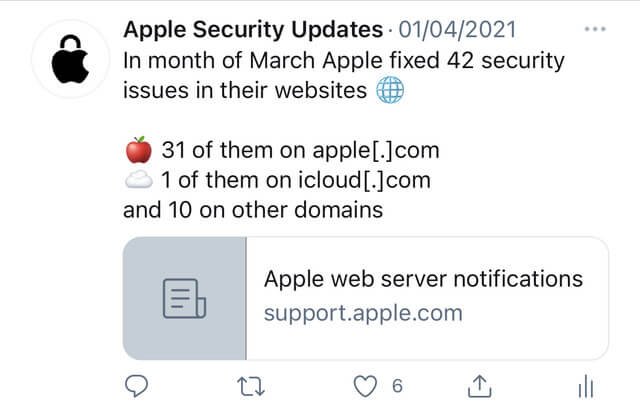 Apple Security Updates · 01/04/2021
In month of March Apple fixed 42 security
issues in their websites 🌐
🍎 31 of them on apple[.]com
☁️ 1 of them on icloud[.]com
and 10 on other domains
Apple web server notifications
support.apple.com
6